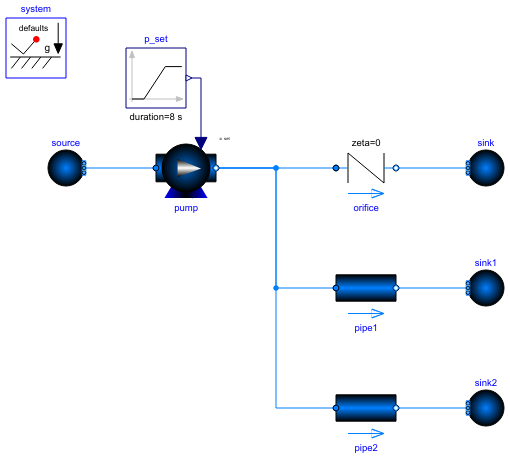 system
defaults
g
p_set
duration=8 s
p_set
source
pump
zeta=0
orifice
sink
sink1
pipe1
sink2
pipe2